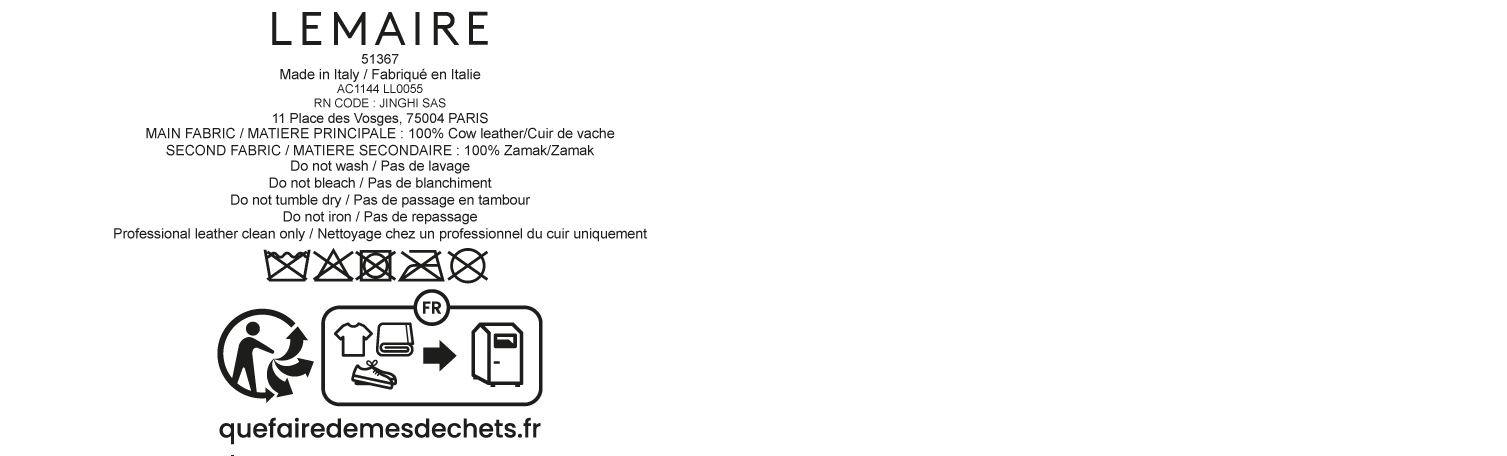 LEMAIRE
51367
Made in Italy / Fabriqué en Italie
AC1144 LL0055
RN CODE : JINGHI SAS
11 Place des Vosges, 75004 PARIS
MAIN FABRIC / MATIERE PRINCIPALE : 100% Cow leather/Cuir de vache
SECOND FABRIC / MATIERE SECONDAIRE : 100% Zamak/Zamak
Do not wash / Pas de lavage
Do not bleach / Pas de blanchiment
Do not tumble dry / Pas de passage en tambour
Do not iron / Pas de repassage
Professional leather clean only / Nettoyage chez un professionnel du cuir uniquement
FR
quefairedemesdechets.fr